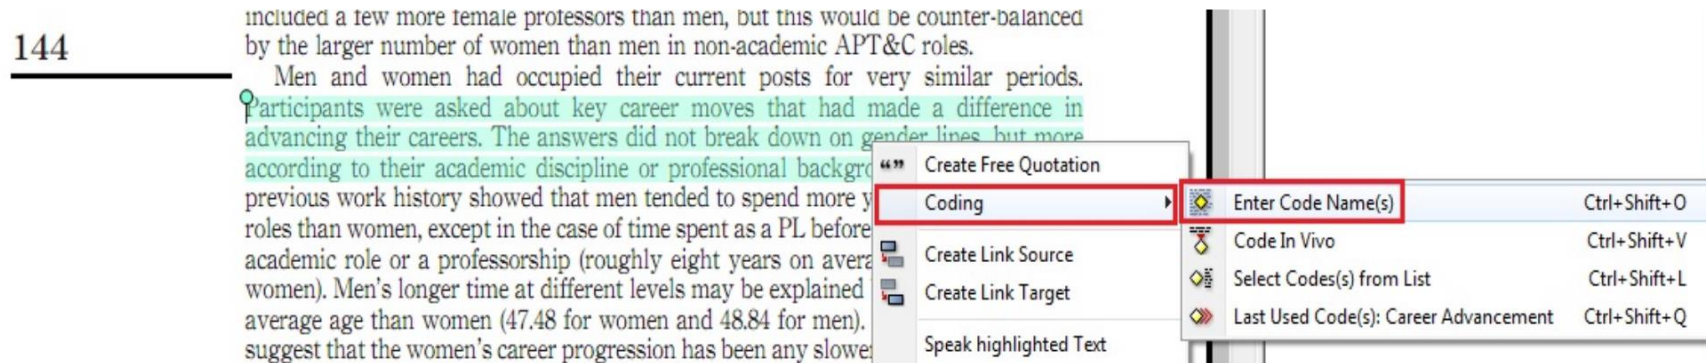 included a few more female professors than men, but this would be counter-balanced
144
by the larger number of women than men in non-academic APT&C roles.
Men and women had occupied their current posts for very similar periods.
Participants were asked about key career moves that had made a difference in
advancing their careers. The answers did not break down on gender lines, but more
according to their academic discipline or professional backgro
previous work history showed that men tended to spend more y
roles than women, except in the case of time spent as a PL before
academic role or a professorship (roughly eight years on avera
women). Men's longer time at different levels may be explained
average age than women (47.48 for women and 48.84 for men).
suggest that the women's career progression has been any slower
Create Free Quotation
Coding
Create Link Source
Create Link Target
Speak highlighted Text
Enter Code Name(s) Ctrl+Shift+O
Code In Vivo Ctrl+Shift+V
Select Codes(s) from List Ctrl+Shift+L
Last Used Code(s): Career Advancement Ctrl+Shift+Q